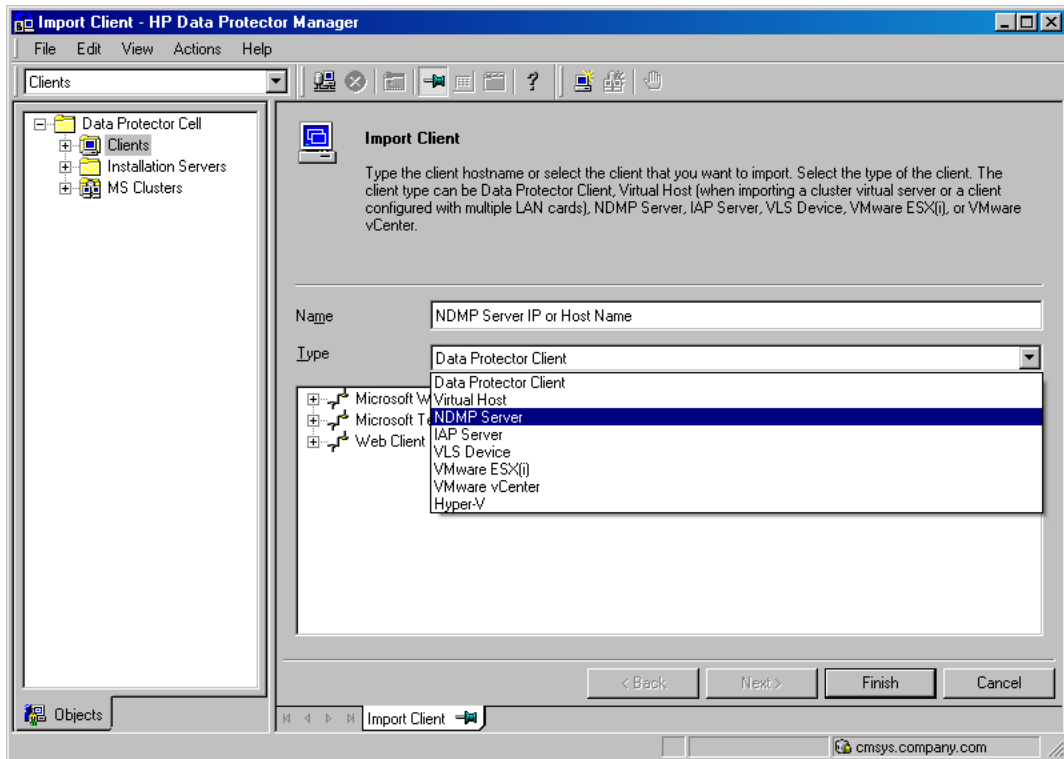 Import Client - HP Data Protector Manager
File Edit View Actions Help
Clients
Data Protector Cell
Clients
Installation Servers
MS Clusters
Import Client
Type the client hostname or select the client that you want to import. Select the type of the client. The
client type can be Data Protector Client, Virtual Host (when importing a cluster virtual server or a client
configured with multiple LAN cards), NDMP Server, IAP Server, VLS Device, VMware ESX(i), or VMware
vCenter.
Name NDMP Server IP or Host Name
Type Data Protector Client
Data Protector Client
Microsoft W
Virtual Host
Microsoft Te
NDMP Server
Web Client
IAP Server
VLS Device
VMware ESX(i)
VMware vCenter
Hyper-V
< Back Next > Finish Cancel
Objects
Import Client
cmsys.company.com